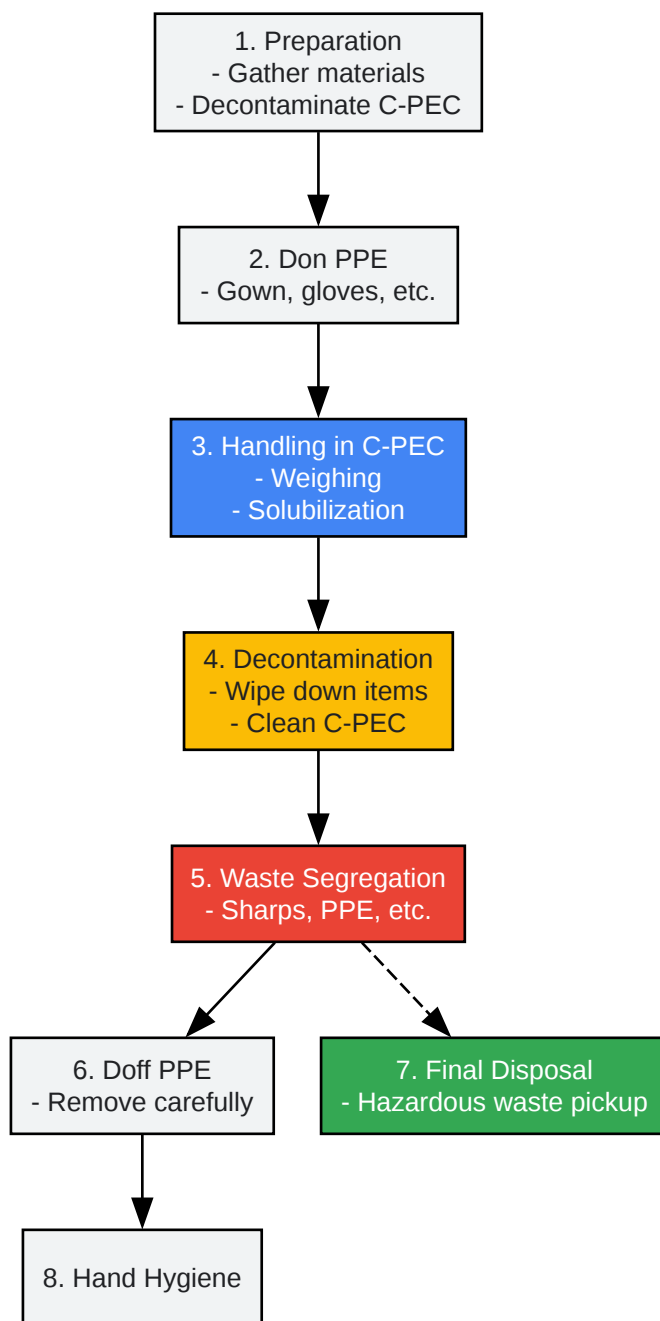 1. Preparation
- Gather materials
- Decontaminate C-PEC
2. Don PPE
- Gown, gloves, etc.
3. Handling in C-PEC
- Weighing
- Solubilization
4. Decontamination
- Wipe down items
- Clean C-PEC
5. Waste Segregation
- Sharps, PPE, etc.
6. Doff PPE
- Remove carefully
7. Final Disposal
- Hazardous waste pickup
8. Hand Hygiene